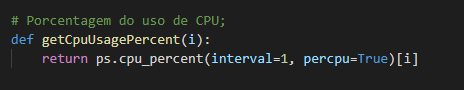 # Porcentagem do uso de CPU;
def getCpuUsagePercent(i):
    return ps.cpu_percent(interval=1, percpu=True)[i]